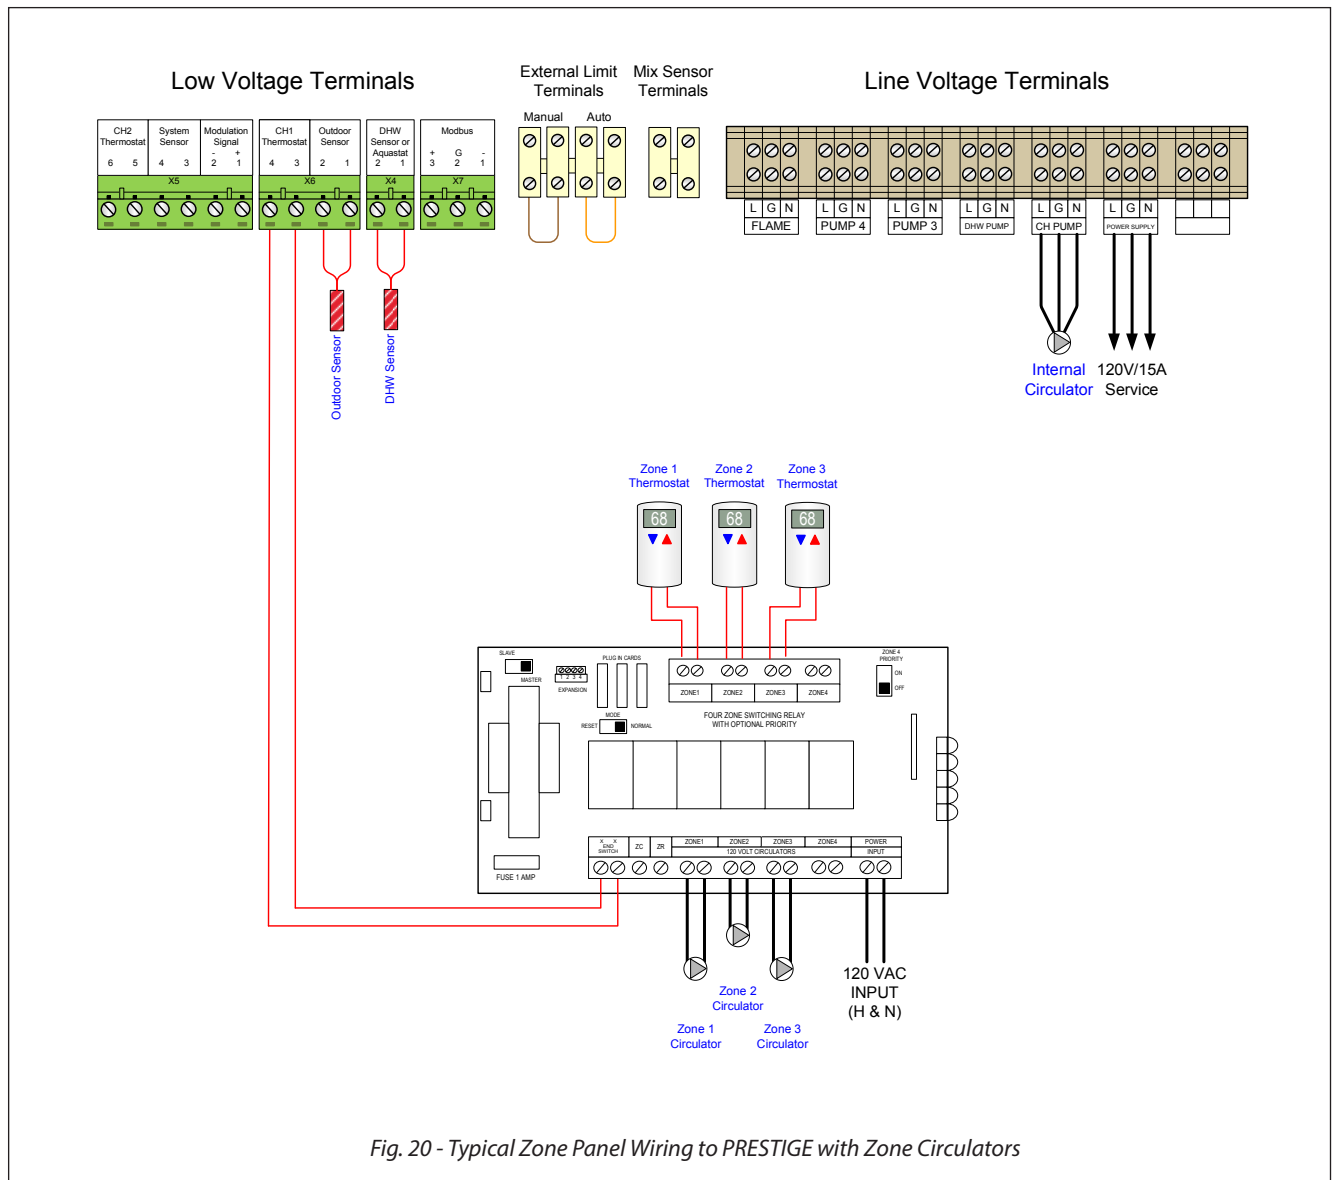 Low Voltage Terminals
External Limit
Terminals
Mix Sensor
Terminals
Line Voltage Terminals
Manual Auto
CH2
Thermostat
6 5
System
Sensor
4 3
Modulation
Signal
- +
2 1
X5
CH1
Thermostat
4 3
Outdoor
Sensor
2 1
X6
DHW
Sensor or
Aquastat
2 1
X4
Modbus
+ G -
3 2 1
X7
L G N
FLAME
L G N
PUMP 4
L G N
PUMP 3
L G N
DHW PUMP
L G N
CH PUMP
L G N
POWER SUPPLY
Outdoor Sensor
DHW Sensor
Internal
Circulator
120V/15A
Service
Zone 1
Thermostat
Zone 2
Thermostat
Zone 3
Thermostat
68
68
68
SLAVE
MASTER
1 2 3 4
EXPANSION
PLUG IN CARDS
MODE
RESET NORMAL
ZONE1 ZONE2 ZONE3 ZONE4
FOUR ZONE SWITCHING RELAY
WITH OPTIONAL PRIORITY
ZONE 4
PRIORITY
ON
OFF
FUSE 1 AMP
X X
END
SWITCH
ZC
ZR
ZONE1 ZONE2 ZONE3 ZONE4
120 VOLT CIRCULATORS
POWER
INPUT
Zone 1
Circulator
Zone 2
Circulator
Zone 3
Circulator
120 VAC
INPUT
(H & N)
Fig. 20 - Typical Zone Panel Wiring to PRESTIGE with Zone Circulators